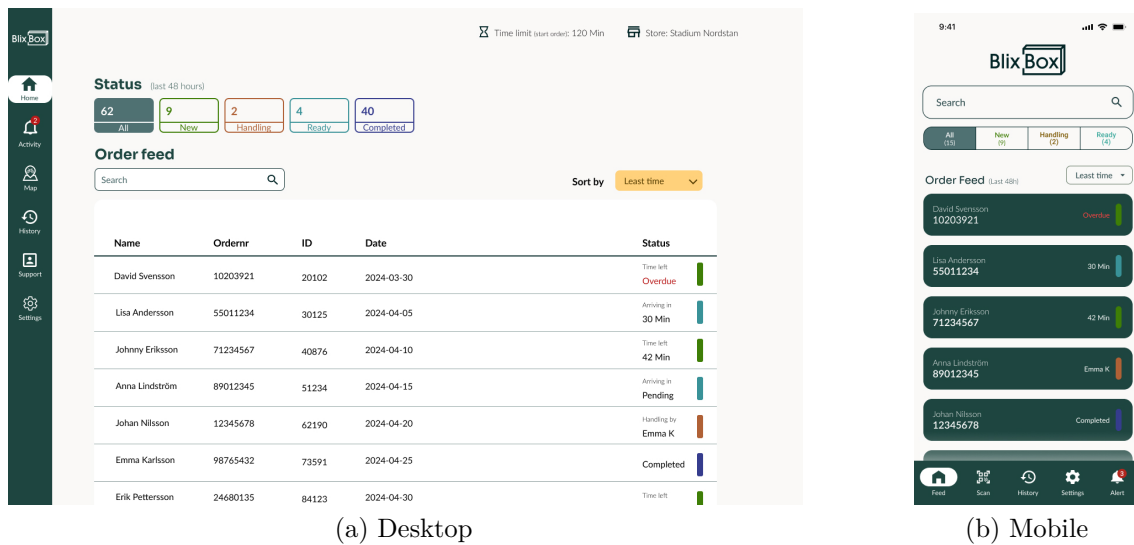 BlixBox
Home
2
Activity
Map
History
Support
Settings
Time limit (start order): 120 Min
Store: Stadium Nordstan
Status (last 48 hours)
62 9 2 4 40
All New Handling Ready Completed
Order feed
Search
Sort by Least time
Name Ordernr ID Date Status
David Svensson 10203921 20102 2024-03-30 Time left Overdue
Lisa Andersson 55011234 30125 2024-04-05 Arriving in 30 Min
Johnny Eriksson 71234567 40876 2024-04-10 Time left 42 Min
Anna Lindström 89012345 51234 2024-04-15 Arriving in Pending
Johan Nilsson 12345678 62190 2024-04-20 Handling by Emma K
Emma Karlsson 98765432 73591 2024-04-25 Completed
Erik Pettersson 24680135 84123 2024-04-30 Time left
(a) Desktop
9:41
BlixBox
Search
All New Handling Ready
(15) (9) (2) (4)
Order Feed (Last 48h) Least time
David Svensson
10203921 Overdue
Lisa Andersson
55011234 30 Min
Johnny Eriksson
71234567 42 Min
Anna Lindström
89012345 Emma K
Johan Nilsson
12345678 Completed
3
Feed Scan History Settings Alert
(b) Mobile